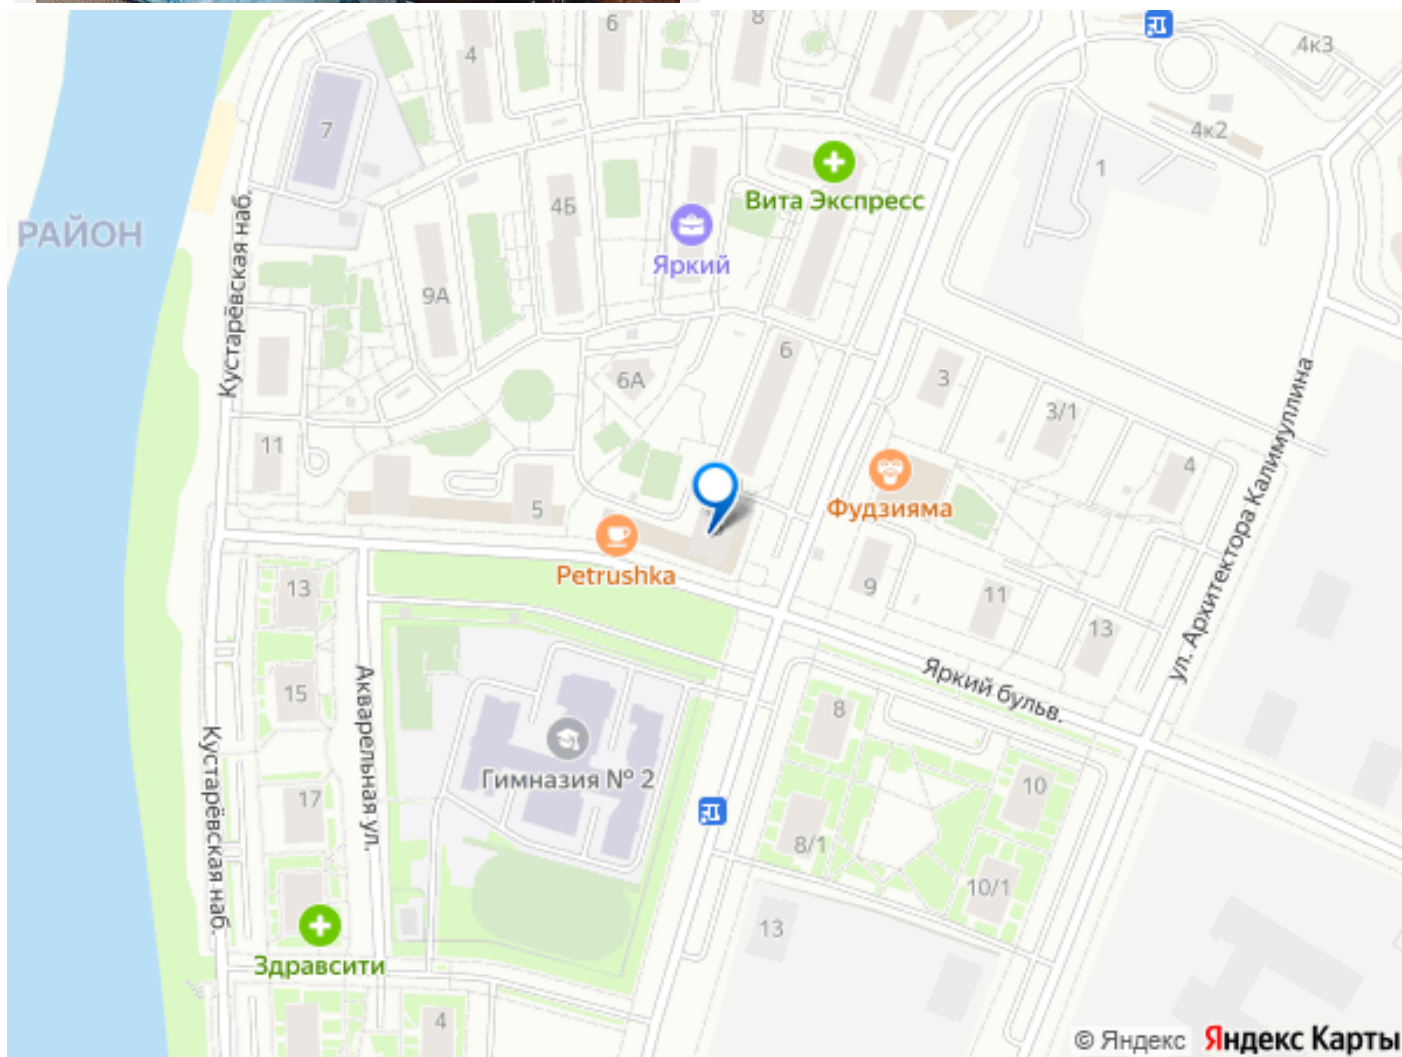 6
8
4
4к3
7
4к2
1
Вита Экспресс
4Б
РАЙОН
Яркий
Кустарёвская наб.
9А
6
6А
3
3/1
11
4
ул. Архитектора Калимуллина
5
Фудзияма
Petrushka
13
9
11
13
Яркий бульв.
15
Акварельная ул.
8
Гимназия № 2
Кустарёвская наб.
17
10
8/1
10/1
13
Здравсити
4
© Яндекс Яндекс Карты